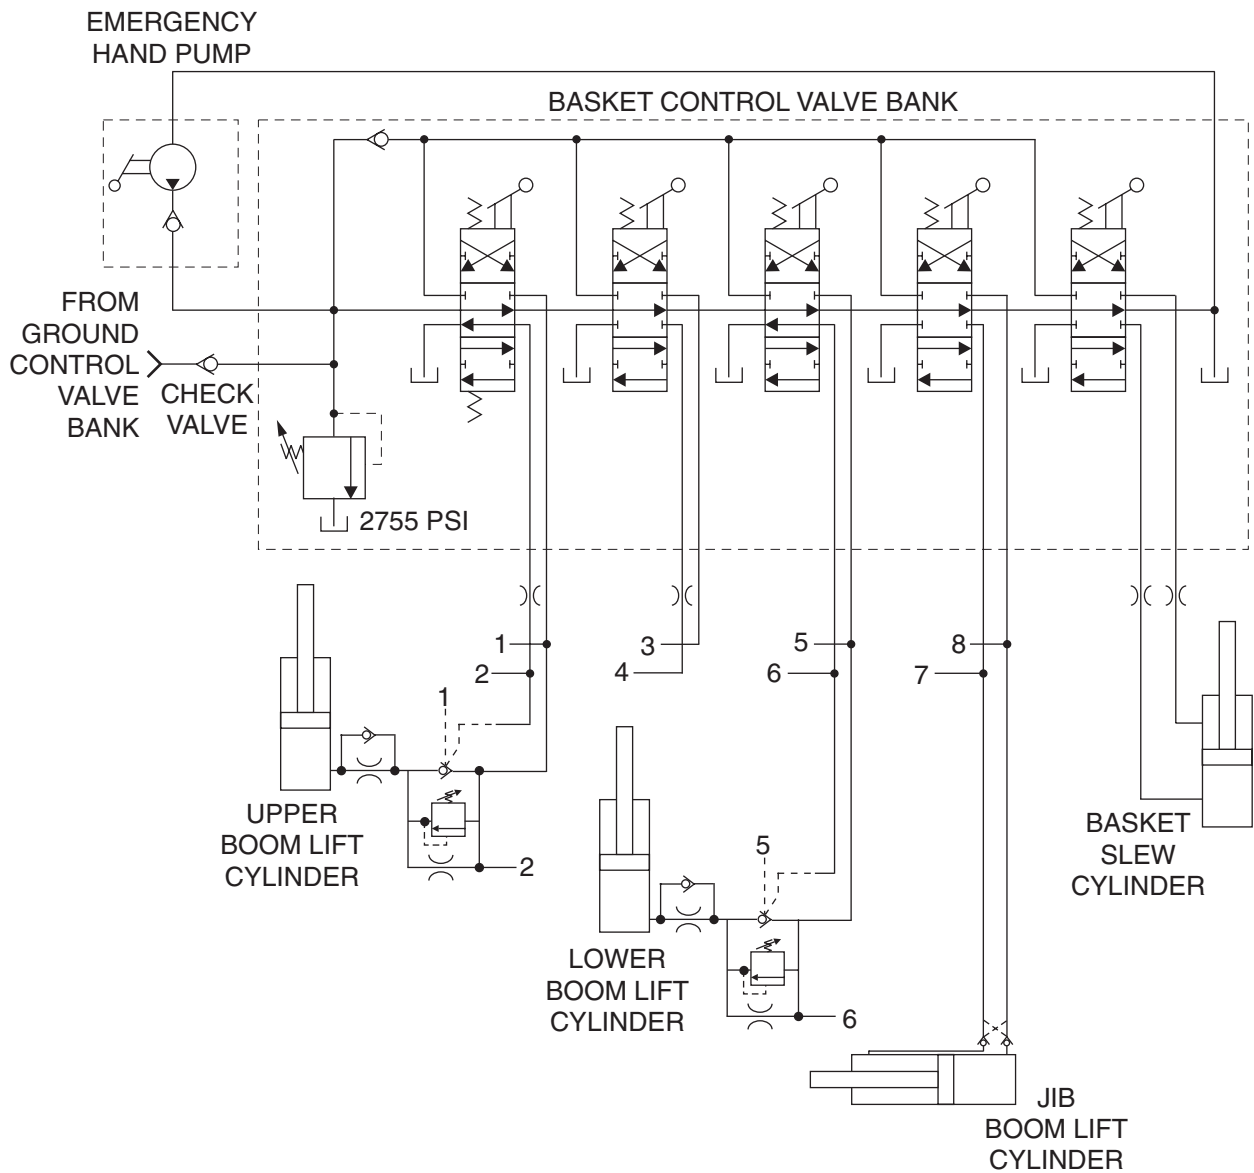 EMERGENCY
HAND PUMP
BASKET CONTROL VALVE BANK
FROM
GROUND
CONTROL
VALVE
BANK
CHECK
VALVE
2755 PSI
1
2
3
4
5
6
8
7
1
UPPER
BOOM LIFT
CYLINDER
2
5
LOWER
BOOM LIFT
CYLINDER
6
BASKET
SLEW
CYLINDER
JIB
BOOM LIFT
CYLINDER